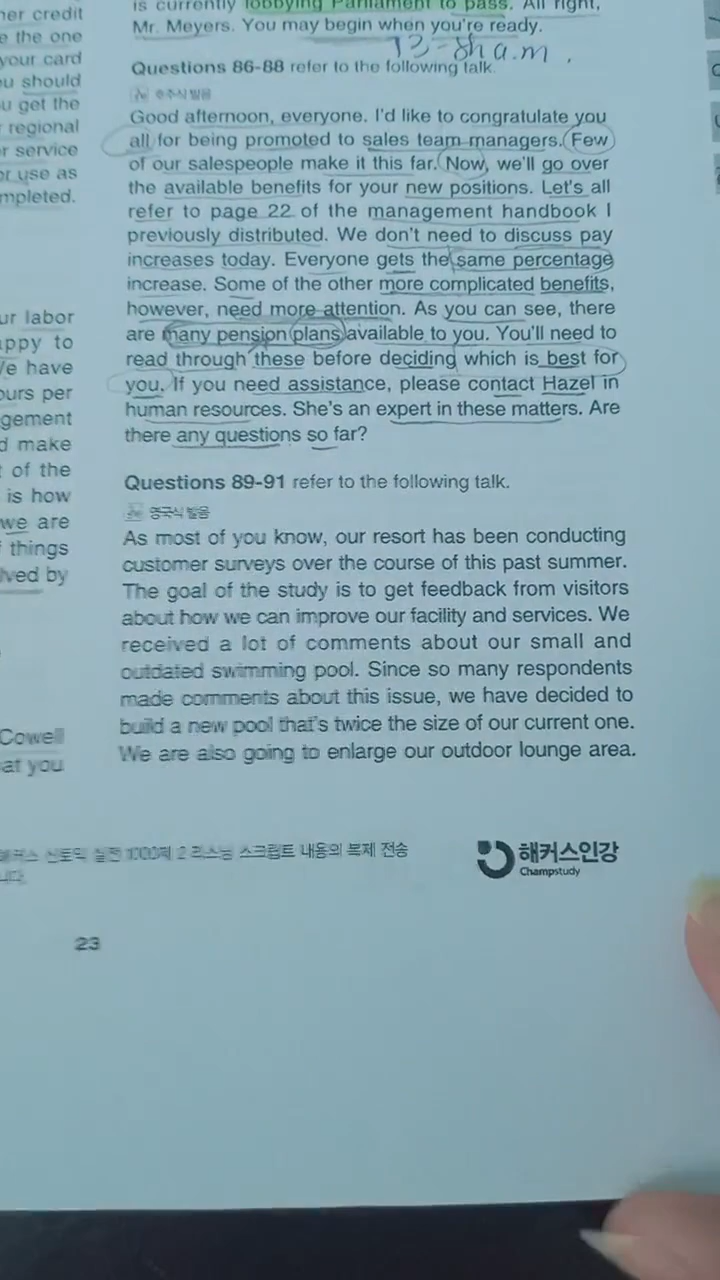 her credit
e the one
your card
ou should
u get the
regional
r service
or use as
mpleted.
ur labor
appy to
We have
ours per
gement
d make
t of the
is how
we are
f things
lved by
Cowell
at you
is currently lobbying Parliament to pass. All right,
Mr. Meyers. You may begin when you're ready.
Questions 86-88 refer to the following talk.
호주식 발음
Good afternoon, everyone. I'd like to congratulate you
all for being promoted to sales team managers. Few
of our salespeople make it this far. Now, we'll go over
the available benefits for your new positions. Let's all
refer to page 22 of the management handbook I
previously distributed. We don't need to discuss pay
increases today. Everyone gets the same percentage
increase. Some of the other more complicated benefits,
however, need more attention. As you can see, there
are many pension plans available to you. You'll need to
read through these before deciding which is best for
you. If you need assistance, please contact Hazel in
human resources. She's an expert in these matters. Are
there any questions so far?
Questions 89-91 refer to the following talk.
영국식 발음
As most of you know, our resort has been conducting
customer surveys over the course of this past summer.
The goal of the study is to get feedback from visitors
about how we can improve our facility and services. We
received a lot of comments about our small and
outdated swimming pool. Since so many respondents
made comments about this issue, we have decided to
build a new pool that's twice the size of our current one.
We are also going to enlarge our outdoor lounge area.
해커스 신토익 실전 1000제 2 리스닝 스크립트 내용의 복제 전송
니다.
해커스인강
Champstudy
23